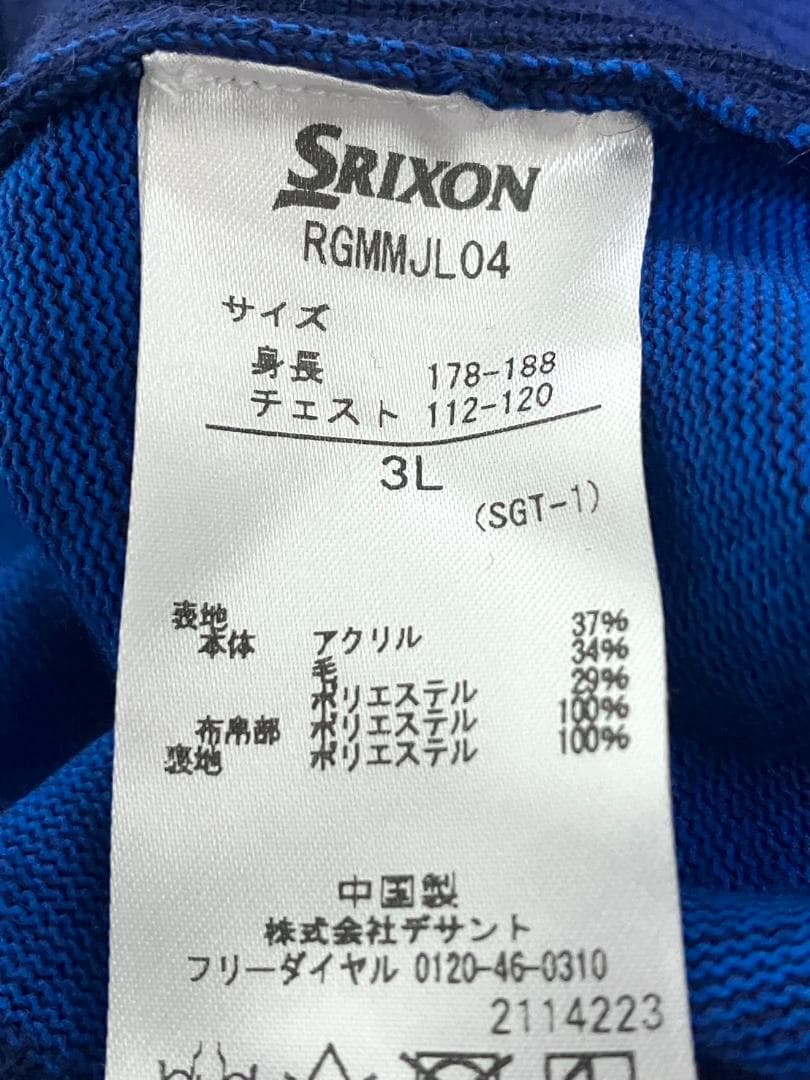 SRIXON
RGMMJL04
サイズ
身長 178-188
チェスト 112-120
3L
(SGT-1)
表地
本体 アクリル 37%
毛 34%
ポリエステル 29%
布帛部 ポリエステル 100%
裏地 ポリエステル 100%
中国製
株式会社デサント
フリーダイヤル 0120-46-0310
2114223